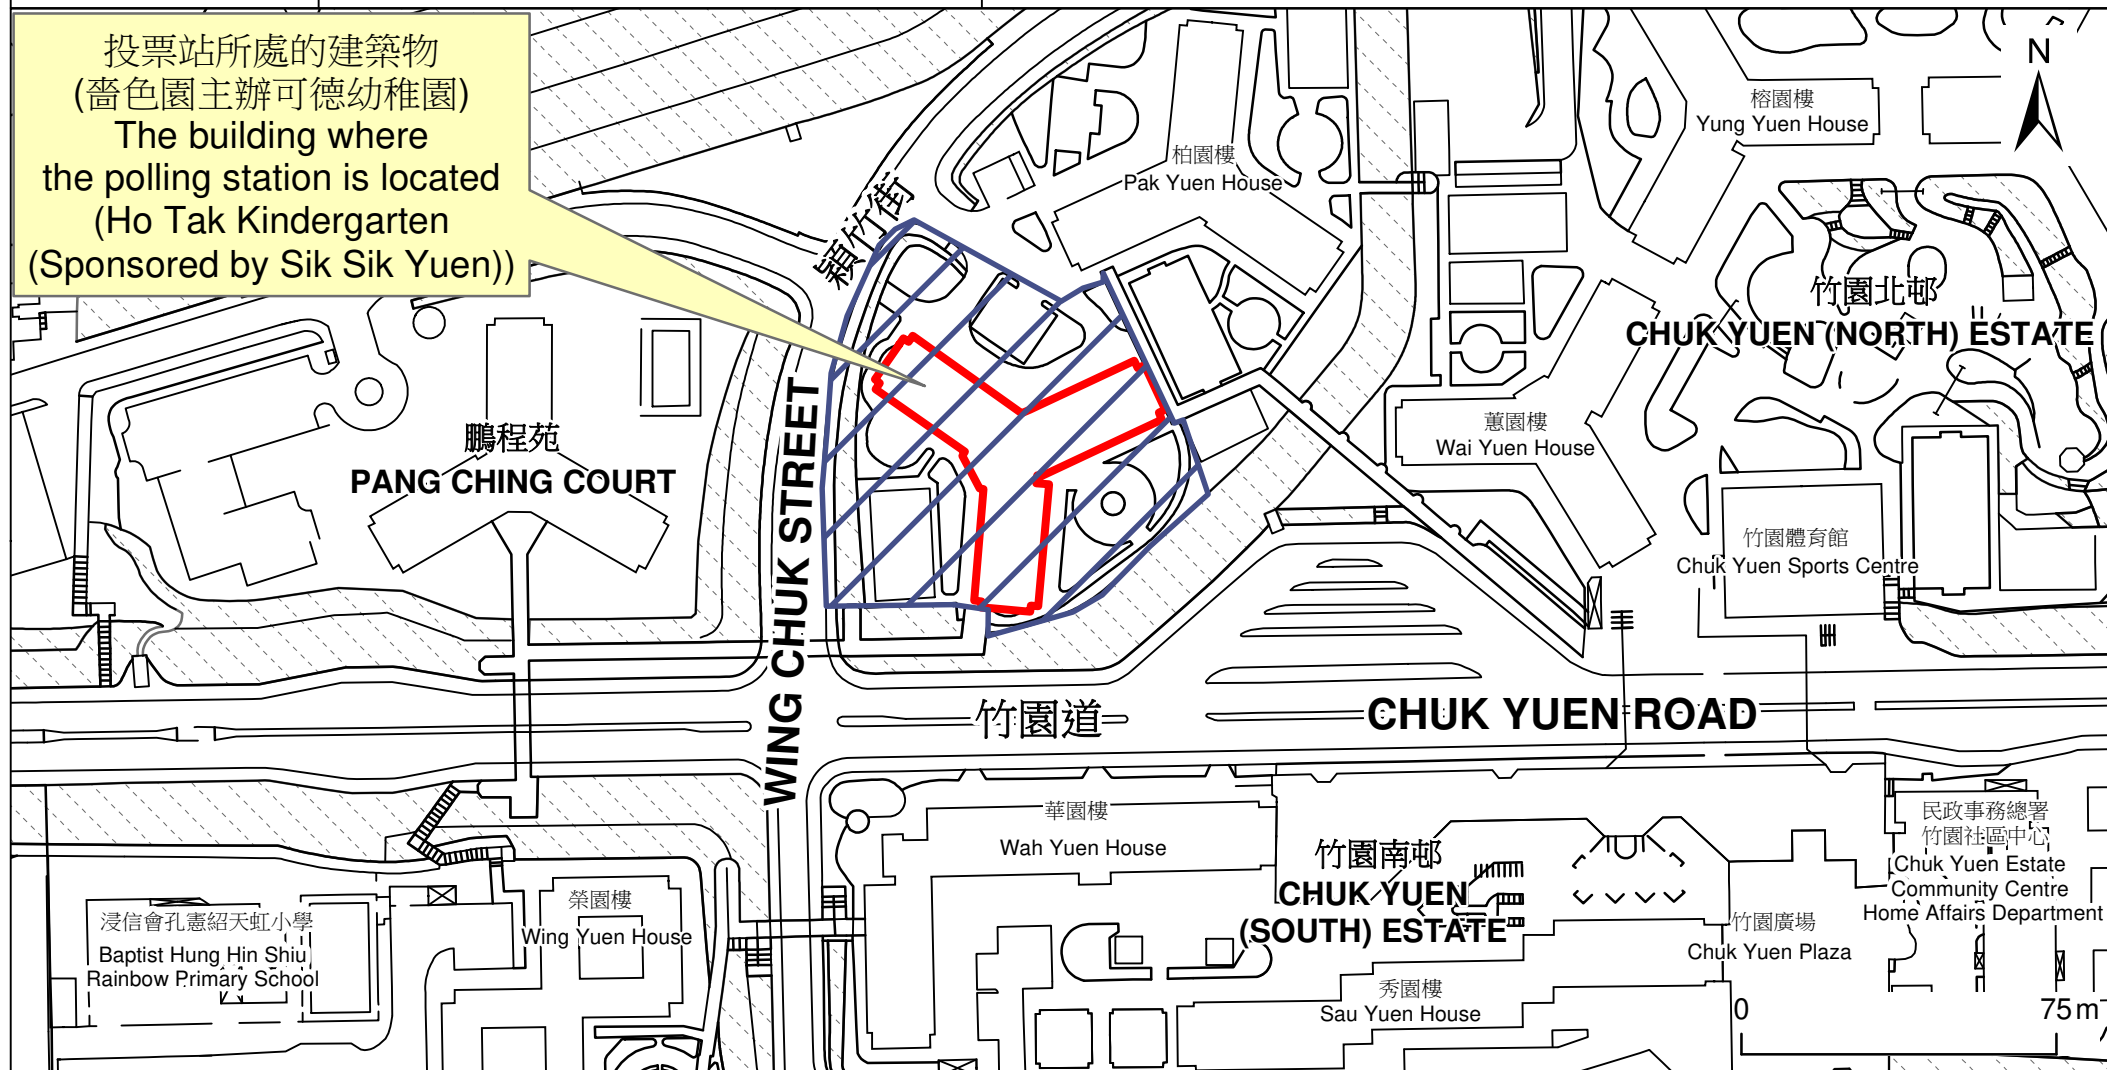 投票站所處的建築物
(嗇色園主辦可德幼稚園)
The building where
the polling station is located
(Ho Tak Kindergarten
(Sponsored by Sik Sik Yuen))
N
榕園樓
Yung Yuen House
柏園樓
Pak Yuen House
穎竹街
WING CHUK STREET
竹園北邨
CHUK YUEN (NORTH) ESTATE
鵬程苑
PANG CHING COURT
蕙園樓
Wai Yuen House
竹園體育館
Chuk Yuen Sports Centre
竹園道
CHUK YUEN ROAD
華園樓
Wah Yuen House
竹園南邨
CHUK YUEN
(SOUTH) ESTATE
民政事務總署
竹園社區中心
Chuk Yuen Estate
Community Centre
Home Affairs Department
浸信會孔憲紹天虹小學
Baptist Hung Hin Shiu
Rainbow Primary School
榮園樓
Wing Yuen House
竹園廣場
Chuk Yuen Plaza
秀園樓
Sau Yuen House
0 75 m